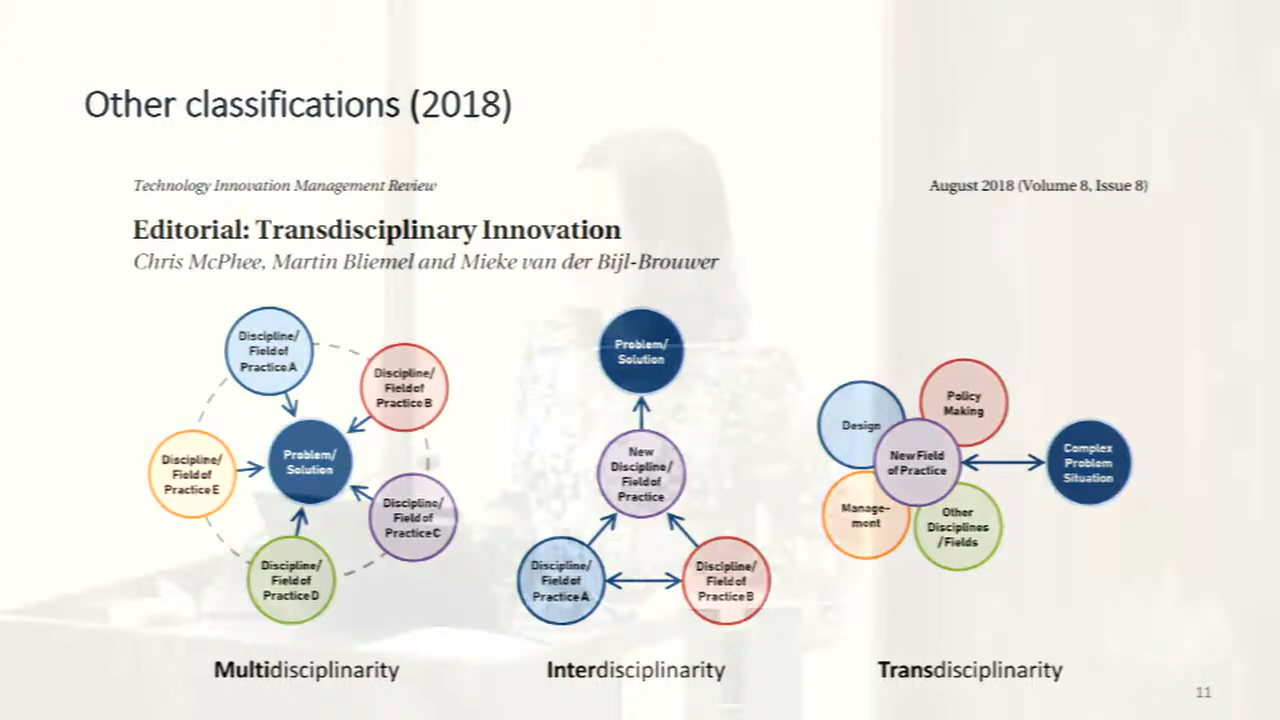 Other classifications (2018)
Technology Innovation Management Review
August 2018 (Volume 8, Issue 8)
Editorial: Transdisciplinary Innovation
Chris McPhee, Martin Bliemel and Mieke van der Bijl-Brouwer
Discipline/
Field of
Practice A
Discipline/
Field of
Practice B
Discipline/
Field of
Practice E
Problem/
Solution
Discipline/
Field of
Practice C
Discipline/
Field of
Practice D
Multidisciplinarity
Problem/
Solution
New
Discipline/
Field of
Practice
Discipline/
Field of
Practice A
Discipline/
Field of
Practice B
Interdisciplinarity
Design
Policy
Making
New Field
of Practice
Complex
Problem
Situation
Manage-
ment
Other
Disciplines
/Fields
Transdisciplinarity
11